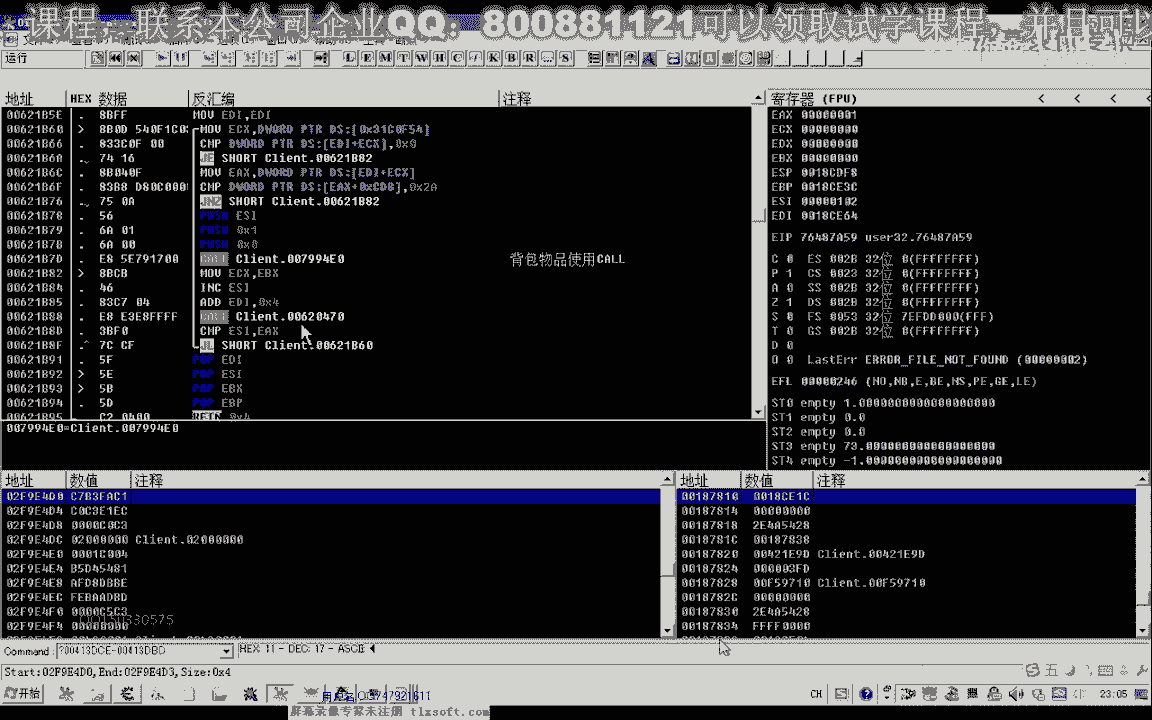 课程，联系本公司企业QQ：800881121可以领取试学课程，并且可以
运行
L E M T W H C / K B R ... S
地址 HEX 数据 反汇编 注释
00621B5E . 8BFF MOV EDI,EDI
00621B60 > 8B0D 540F1C0 MOV ECX,DWORD PTR DS:[0x31C0F54]
00621B66 . 833C0F 00 CMP DWORD PTR DS:[EDI+ECX],0x0
00621B6A . 74 16 JE SHORT Client.00621B82
00621B6C . 8B040F MOV EAX,DWORD PTR DS:[EDI+ECX]
00621B6F . 83B8 D80C000 CMP DWORD PTR DS:[EAX+0xCD8],0x2A
00621B76 . 75 0A JNZ SHORT Client.00621B82
00621B78 . 56 PUSH ESI
00621B79 . 6A 01 PUSH 0x1
00621B7B . 6A 00 PUSH 0x0
00621B7D . E8 5E791700 CALL Client.007994E0 背包物品使用CALL
00621B82 > 8BCB MOV ECX,EBX
00621B84 . 46 INC ESI
00621B85 . 83C7 04 ADD EDI,0x4
00621B88 . E8 E3E8FFFF CALL Client.00620470
00621B8D . 3BF0 CMP ESI,EAX
00621B8F .^ 7C CF JL SHORT Client.00621B60
00621B91 . 5F POP EDI
00621B92 > 5E POP ESI
00621B93 > 5B POP EBX
00621B94 . 5D POP EBP
00621B95 . C2 0400 RETN 0x4
007994E0=Client.007994E0
寄存器 (FPU) < < < <
EAX 00000001
ECX 00000000
EDX 00000000
EBX 00000000
ESP 0018CDF8
EBP 0018CE3C
ESI 00000102
EDI 0018CE64
EIP 76487A59 user32.76487A59
C 0 ES 002B 32位 0(FFFFFFFF)
P 1 CS 0023 32位 0(FFFFFFFF)
A 0 SS 002B 32位 0(FFFFFFFF)
Z 1 DS 002B 32位 0(FFFFFFFF)
S 0 FS 0053 32位 7EFDD000(FFF)
T 0 GS 002B 32位 0(FFFFFFFF)
D 0
O 0 LastErr ERROR_FILE_NOT_FOUND (00000002)
EFL 00000246 (NO,NB,E,BE,NS,PE,GE,LE)
ST0 empty 1.0000000000000000000
ST1 empty 0.0
ST2 empty 0.0
ST3 empty 73.000000000000000000
ST4 empty -1.0000000000000000000
地址 数值 注释
02F9E4D0 C7B3FAC1
02F9E4D4 C0C3E1EC
02F9E4D8 0000C0C3
02F9E4DC 02000000 Client.02000000
02F9E4E0 0001C004
02F9E4E4 B5D45481
02F9E4E8 AFD8DBBE
02F9E4EC FEBAADBD
02F9E4F0 0000C5C3
02F9E4F4 00000000
地址 数值 注释
00187810 0018CE1C
00187814 00000000
00187818 2E4A5428
0018781C 00187838
00187820 00421E9D Client.00421E9D
00187824 000003FD
00187828 00F59710 Client.00F59710
0018782C 00000000
00187830 2E4A5428
00187834 FFFF0000
Command : ?00413DCE-00413DBD HEX: 11 - DEC: 17 - ASCII:
Start:02F9E4D0,End:02F9E4D3,Size:0x4
开始 CH 23:05
屏幕录像专家未注册 tlxsoft.com